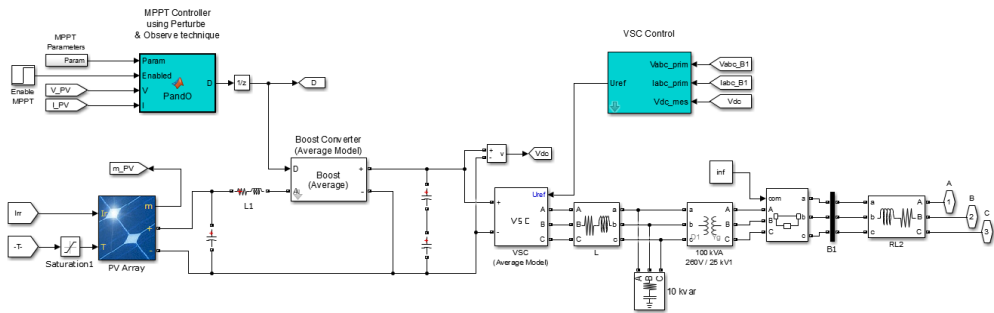 MPPT Controller
using Perturbe
& Observe technique
MPPT
Parameters
Param
Enable
MPPT
V_PV
I_PV
Param
Enabled
V
I
D
PandO
1/z
D
VSC Control
Uref
Vabc_prim
Iabc_prim
Vdc_mes
Vabc_B1
Iabc_B1
Vdc
Boost Converter
(Average Model)
D
+
A
-
Boost
(Average)
+
-
v
Vdc
m_PV
Irr
-T-
Saturation1
Ir
T
m
+
-
PV Array
L1
Uref
+
-
VSC
A
B
C
VSC
(Average Model)
A
B
C
a
b
c
L
A
B
C
10 kvar
a
b
c
A
B
C
D1
Yg
100 kVA
260V / 25 kV1
inf
com
A
B
C
a
b
c
a
b
c
B1
A
B
C
RL2
A
1
B
2
C
3